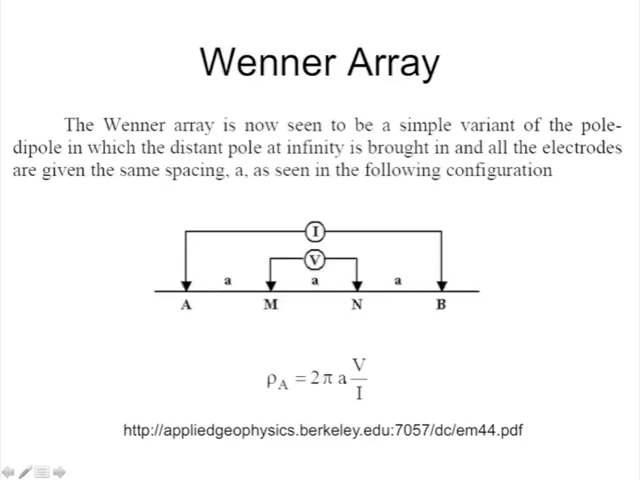 Wenner Array
The Wenner array is now seen to be a simple variant of the pole-
dipole in which the distant pole at infinity is brought in and all the electrodes
are given the same spacing, a, as seen in the following configuration
I
V
a a a
A M N B
ρA = 2π a V/I
http://appliedgeophysics.berkeley.edu:7057/dc/em44.pdf